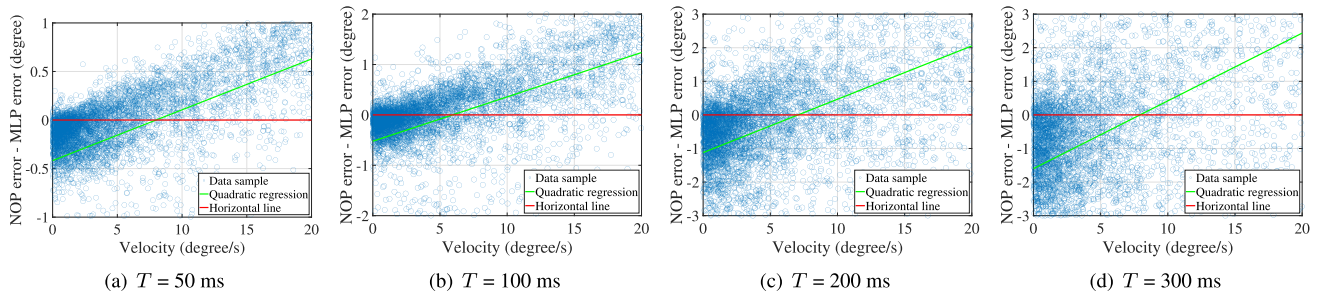 NOP error - MLP error (degree)
1
0.5
0
-0.5
-1
0 5 10 15 20
Velocity (degree/s)
Data sample
Quadratic regression
Horizontal line
(a) T = 50 ms
NOP error - MLP error (degree)
2
1
0
-1
-2
0 5 10 15 20
Velocity (degree/s)
Data sample
Quadratic regression
Horizontal line
(b) T = 100 ms
NOP error - MLP error (degree)
3
2
1
0
-1
-2
-3
0 5 10 15 20
Velocity (degree/s)
Data sample
Quadratic regression
Horizontal line
(c) T = 200 ms
NOP error - MLP error (degree)
3
2
1
0
-1
-2
-3
0 5 10 15 20
Velocity (degree/s)
Data sample
Quadratic regression
Horizontal line
(d) T = 300 ms